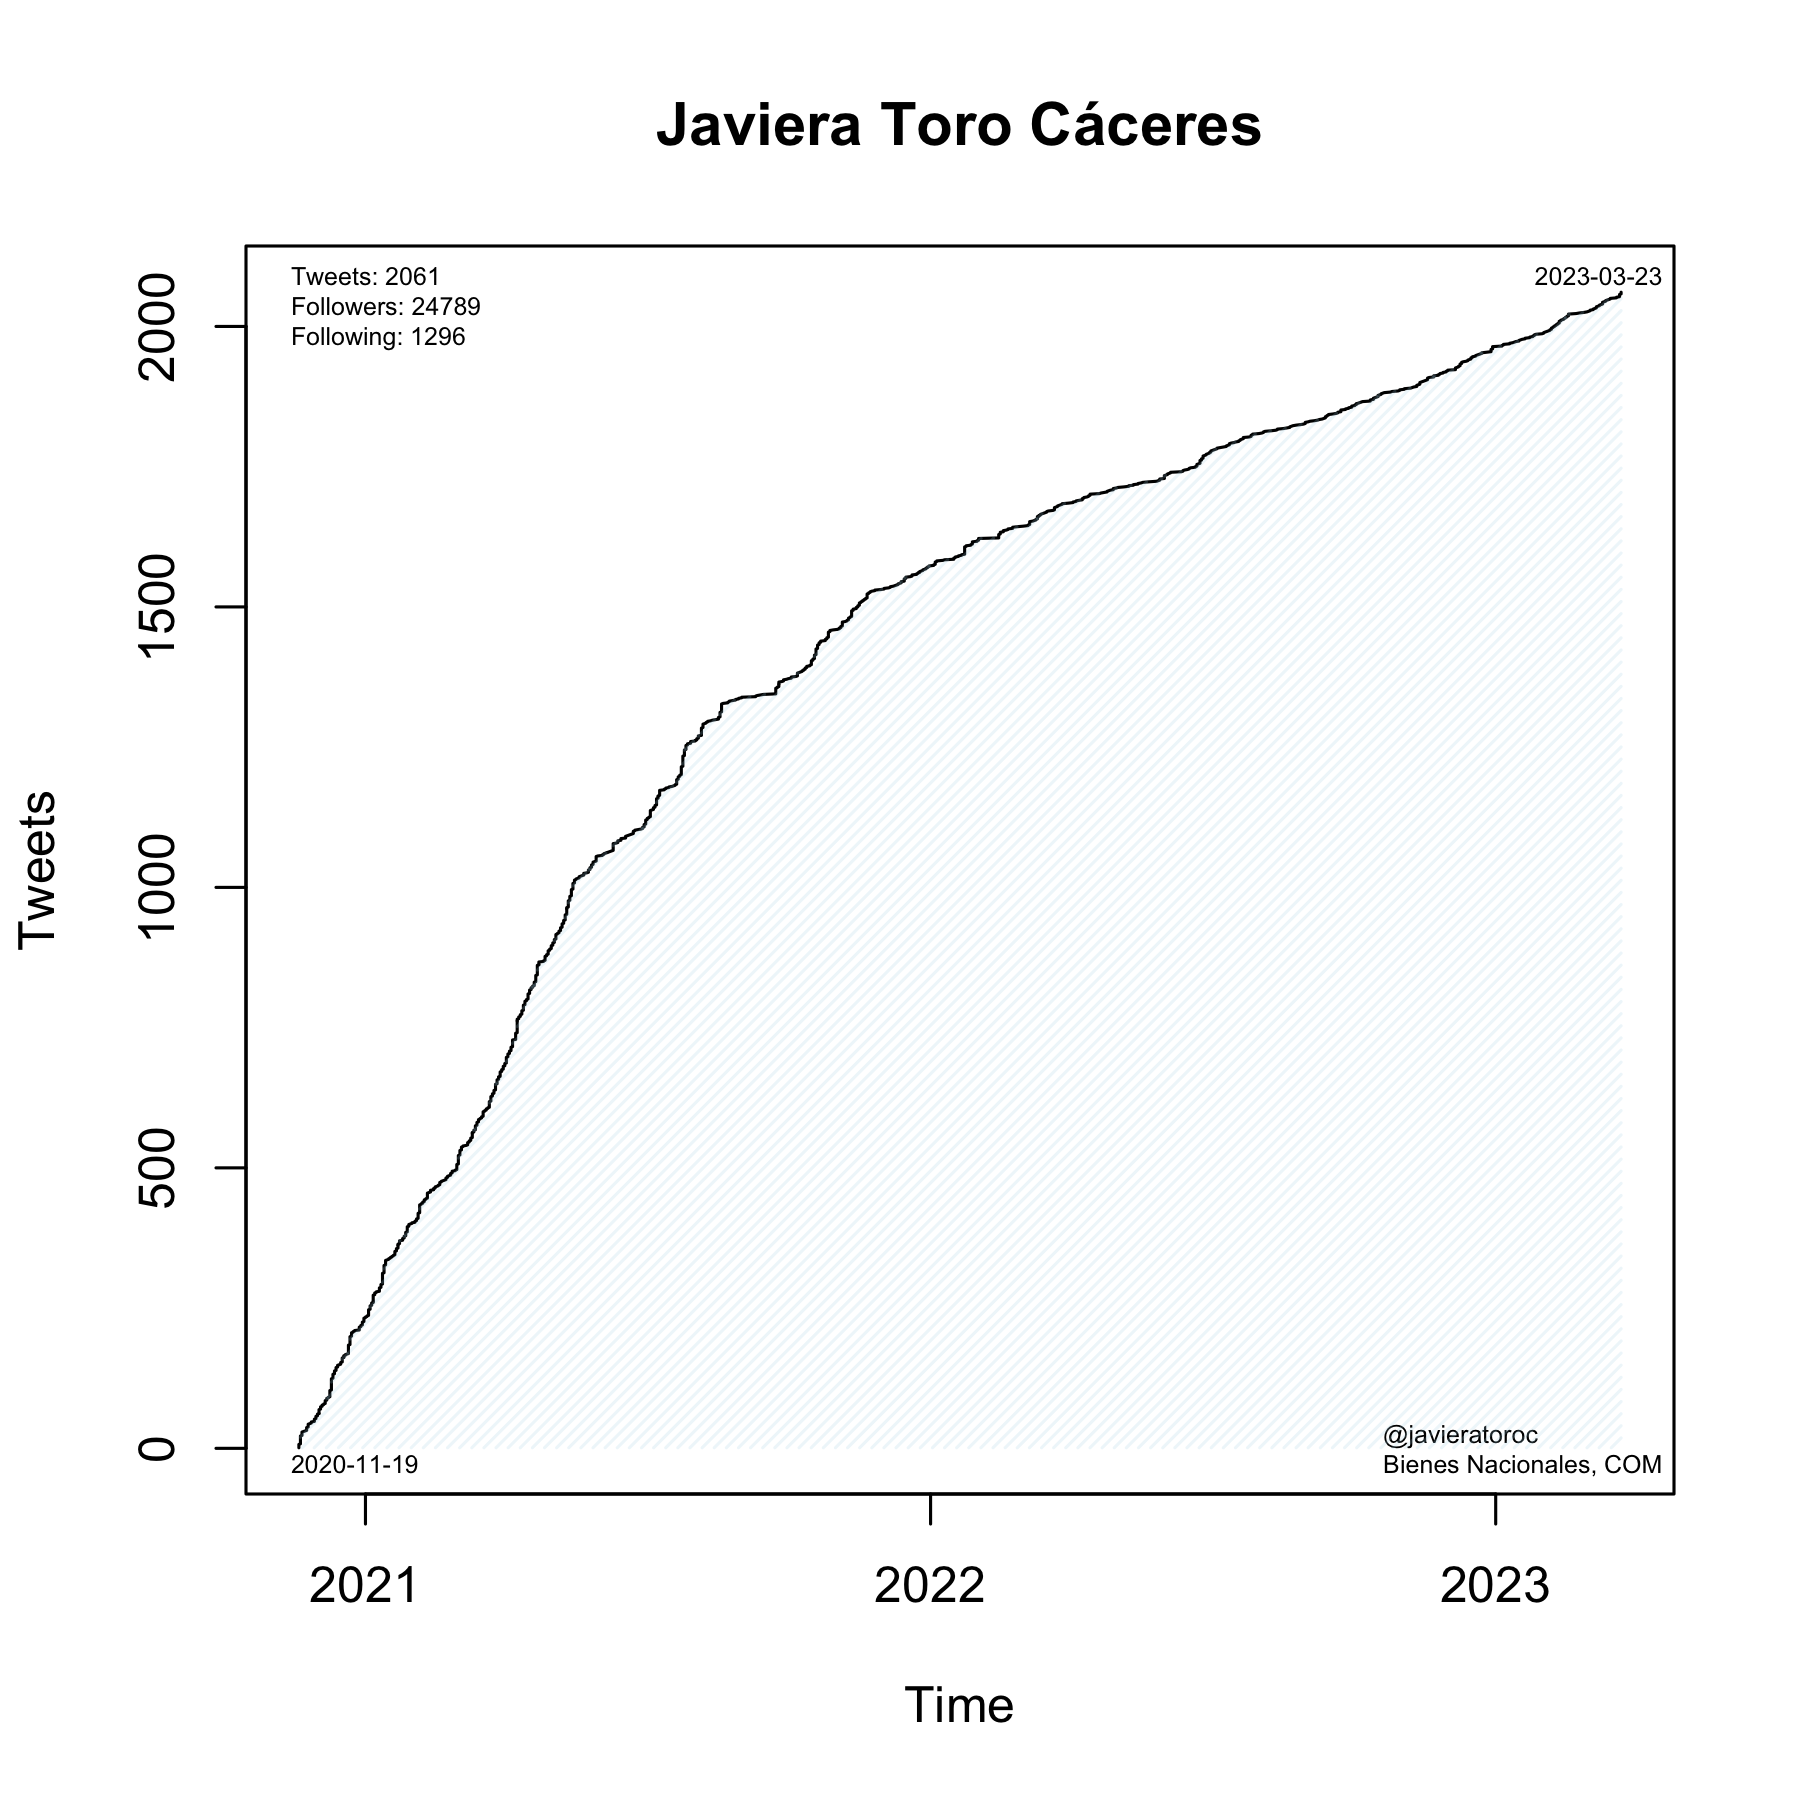 Javiera Toro Cáceres
Tweets: 2061
Followers: 24789
Following: 1296
2023-03-23
2000
1500
1000
500
0
Tweets
@javieratoroc
Bienes Nacionales, COM
2020-11-19
2021
2022
2023
Time